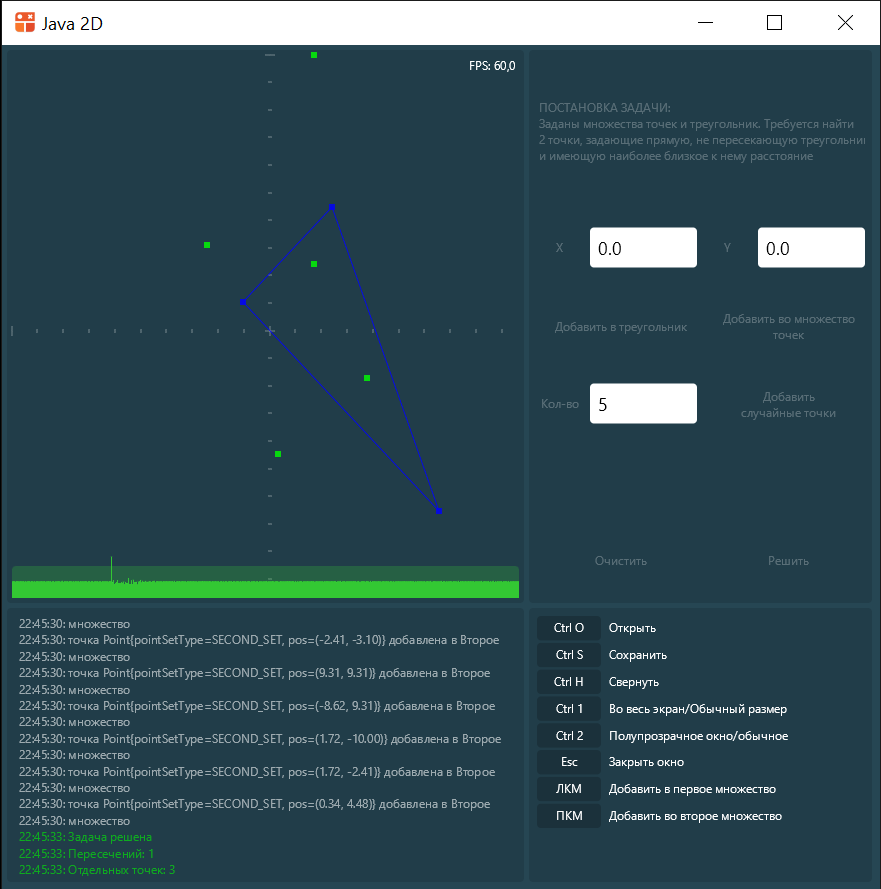 Java 2D
FPS: 60,0
ПОСТАНОВКА ЗАДАЧИ:
Заданы множества точек и треугольник. Требуется найти
2 точки, задающие прямую, не пересекающую треугольник
и имеющую наиболее близкое к нему расстояние
X
0.0
Y
0.0
Добавить в треугольник
Добавить во множество
точек
Кол-во
5
Добавить
случайные точки
Очистить
Решить
22:45:30: множество
22:45:30: точка Point{pointSetType=SECOND_SET, pos=(-2.41, -3.10)} добавлена в Второе
22:45:30: множество
22:45:30: точка Point{pointSetType=SECOND_SET, pos=(9.31, 9.31)} добавлена в Второе
22:45:30: множество
22:45:30: точка Point{pointSetType=SECOND_SET, pos=(-8.62, 9.31)} добавлена в Второе
22:45:30: множество
22:45:30: точка Point{pointSetType=SECOND_SET, pos=(1.72, -10.00)} добавлена в Второе
22:45:30: множество
22:45:30: точка Point{pointSetType=SECOND_SET, pos=(1.72, -2.41)} добавлена в Второе
22:45:30: множество
22:45:30: точка Point{pointSetType=SECOND_SET, pos=(0.34, 4.48)} добавлена в Второе
22:45:30: множество
22:45:33: Задача решена
22:45:33: Пересечений: 1
22:45:33: Отдельных точек: 3
Ctrl O Открыть
Ctrl S Сохранить
Ctrl H Свернуть
Ctrl 1 Во весь экран/Обычный размер
Ctrl 2 Полупрозрачное окно/обычное
Esc Закрыть окно
ЛКМ Добавить в первое множество
ПКМ Добавить во второе множество